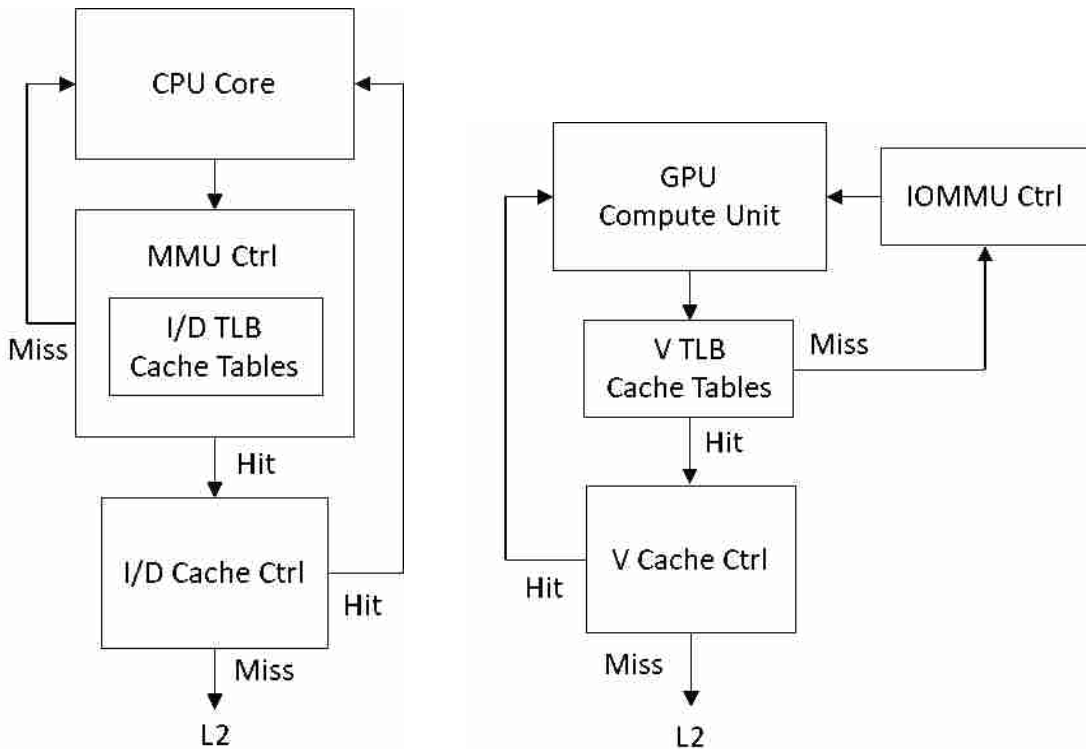 CPU Core
MMU Ctrl
I/D TLB
Cache Tables
Miss
Hit
I/D Cache Ctrl
Hit
Miss
L2
GPU
Compute Unit
IOMMU Ctrl
V TLB
Cache Tables
Miss
Hit
V Cache Ctrl
Hit
Miss
L2